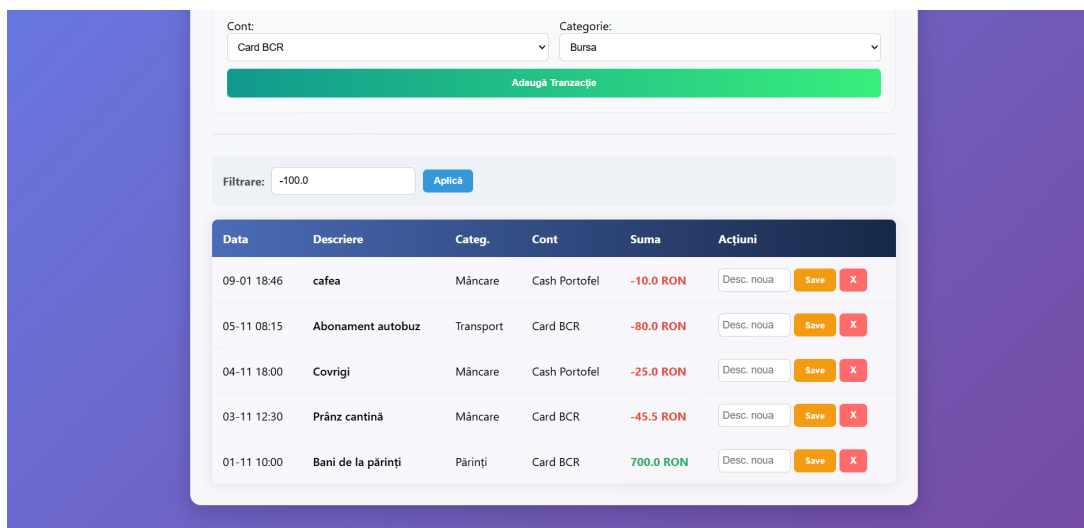 Cont: Categorie:
Card BCR Bursa
Adaugă Tranzacție
Filtrare: -100.0 Aplică
Data Descriere Categ. Cont Suma Acțiuni
09-01 18:46 cafea Mâncare Cash Portofel -10.0 RON Desc. noua Save X
05-11 08:15 Abonament autobuz Transport Card BCR -80.0 RON Desc. noua Save X
04-11 18:00 Covrigi Mâncare Cash Portofel -25.0 RON Desc. noua Save X
03-11 12:30 Prânz cantină Mâncare Card BCR -45.5 RON Desc. noua Save X
01-11 10:00 Bani de la părinți Părinți Card BCR 700.0 RON Desc. noua Save X